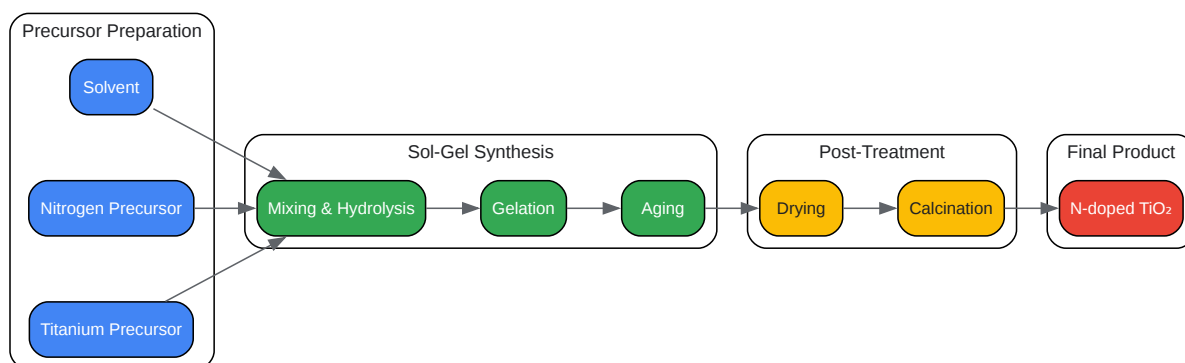 Precursor Preparation
Solvent
Nitrogen Precursor
Titanium Precursor
Sol-Gel Synthesis
Mixing & Hydrolysis
Gelation
Aging
Post-Treatment
Drying
Calcination
Final Product
N-doped TiO₂